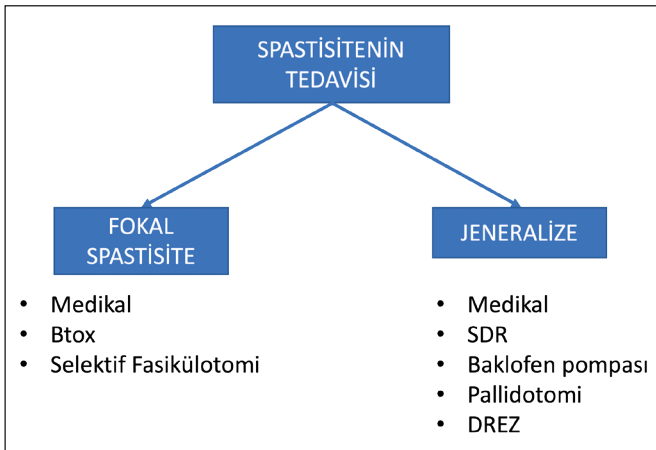 SPASTİSİTENİN
TEDAVİSİ
FOKAL
SPASTİSİTE
• Medikal
• Btox
• Selektif Fasikülotomi
JENERALİZE
• Medikal
• SDR
• Baklofen pompası
• Pallidotomi
• DREZ